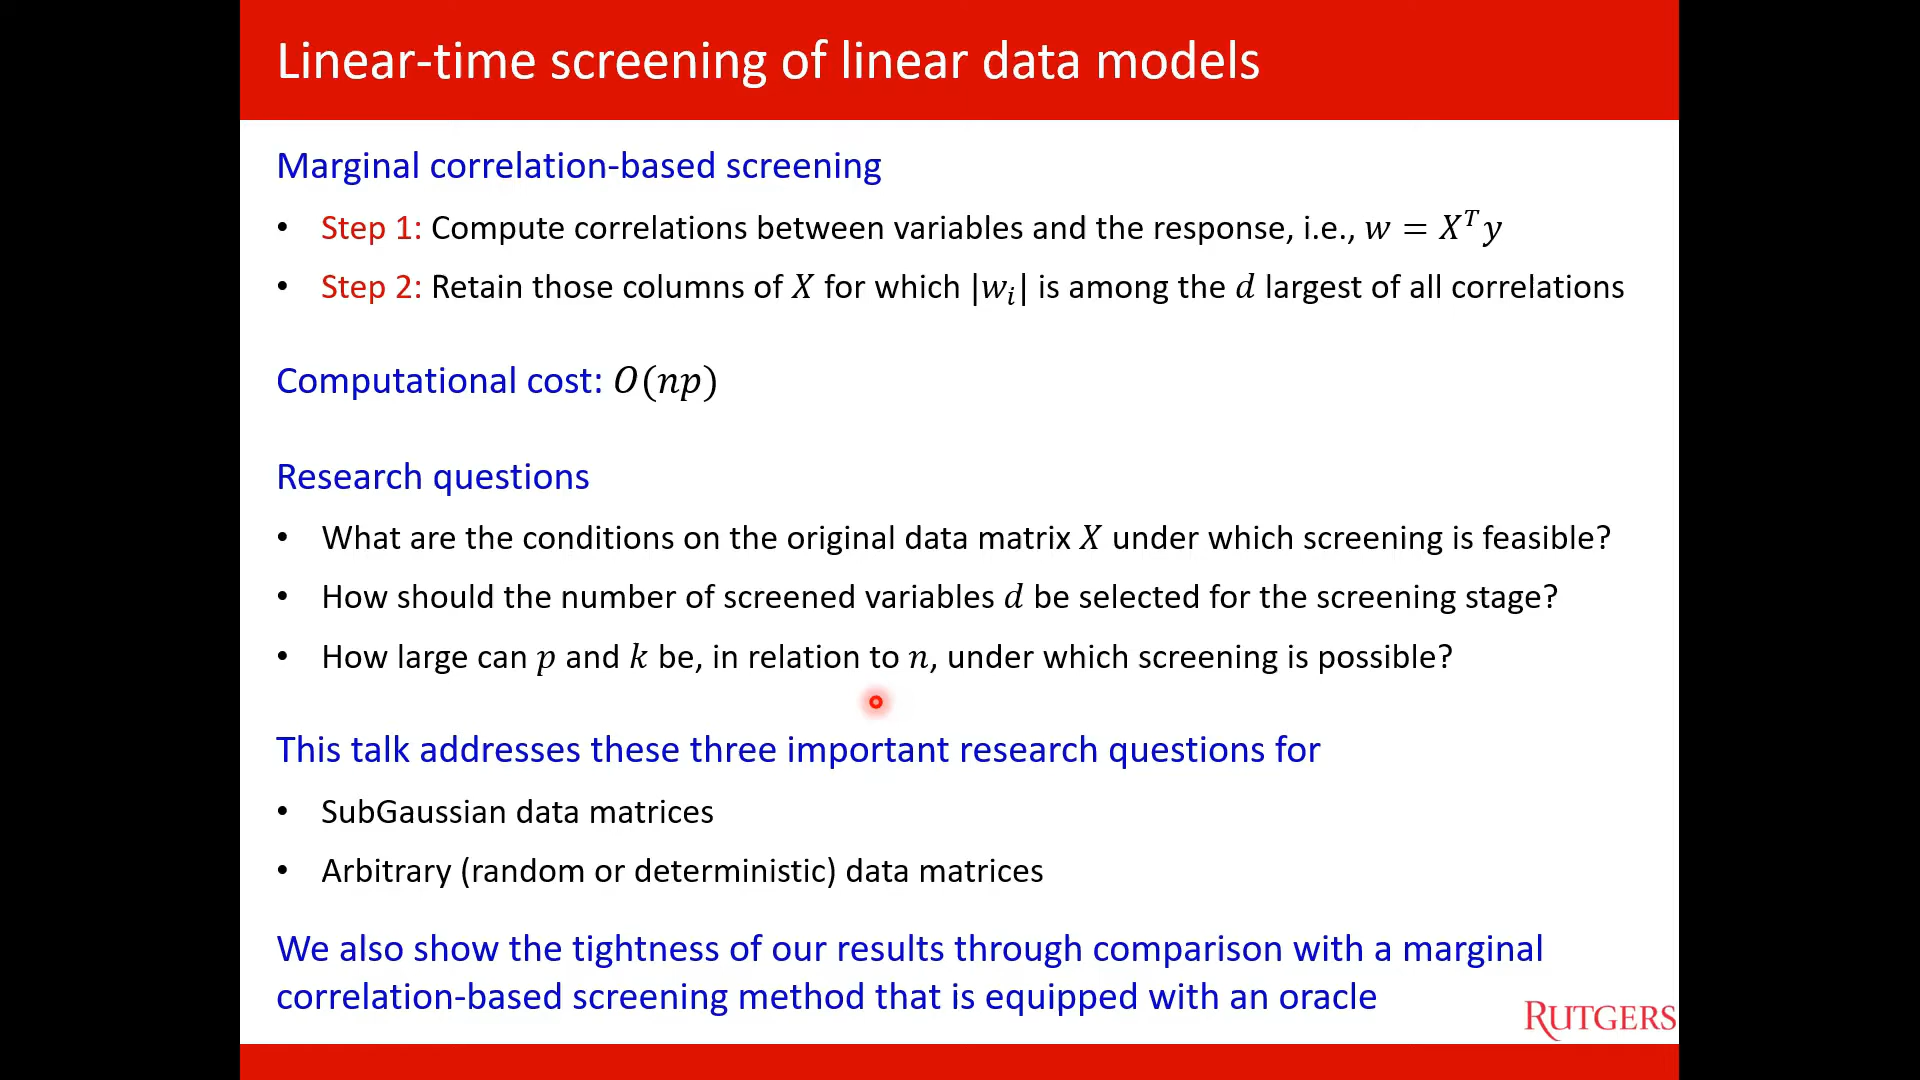 Linear-time screening of linear data models
Marginal correlation-based screening
• Step 1: Compute correlations between variables and the response, i.e., $w = X^T y$
• Step 2: Retain those columns of $X$ for which $|w_i|$ is among the $d$ largest of all correlations
Computational cost: $O(np)$
Research questions
• What are the conditions on the original data matrix $X$ under which screening is feasible?
• How should the number of screened variables $d$ be selected for the screening stage?
• How large can $p$ and $k$ be, in relation to $n$, under which screening is possible?
This talk addresses these three important research questions for
• SubGaussian data matrices
• Arbitrary (random or deterministic) data matrices
We also show the tightness of our results through comparison with a marginal
correlation-based screening method that is equipped with an oracle
RUTGERS